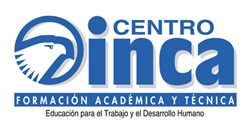 CENTRO
inca
FORMACIÓN ACADÉMICA Y TÉCNICA
Educación para el Trabajo y el Desarrollo Humano